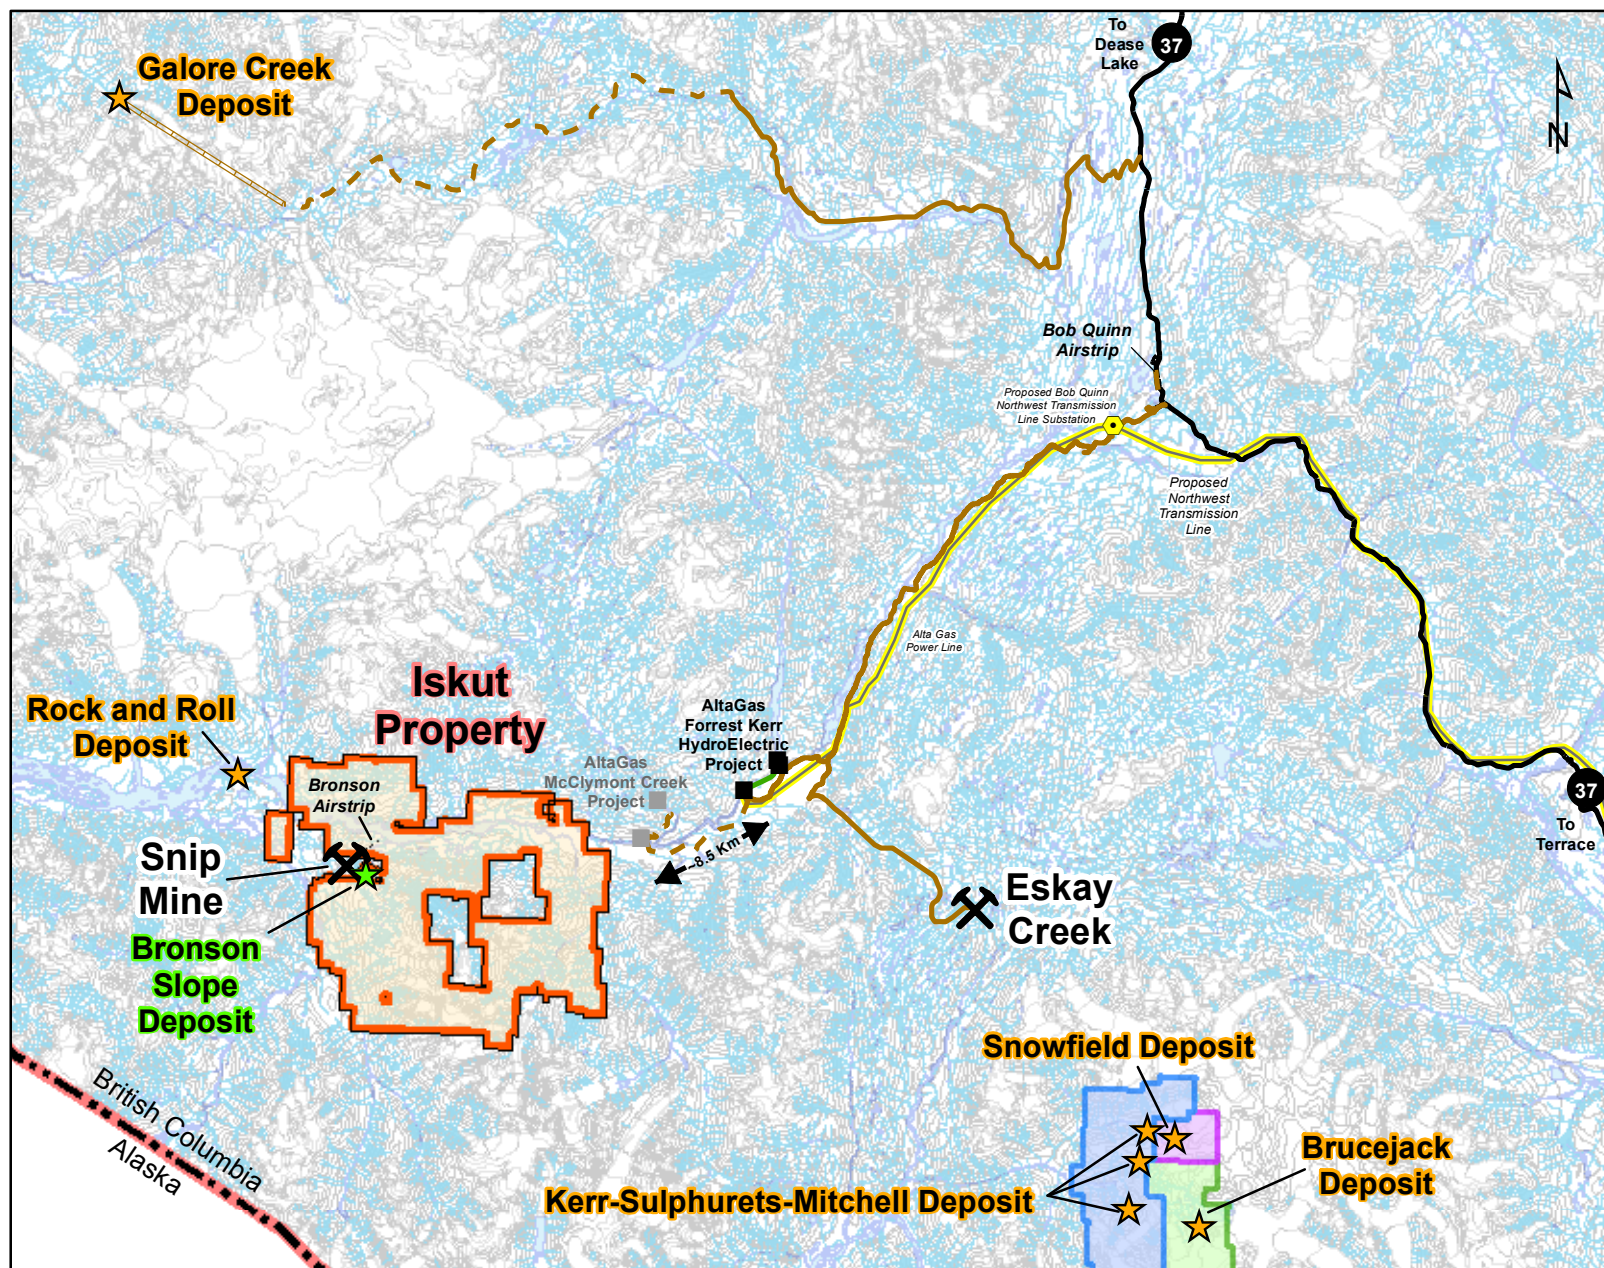 To
Dease
Lake
37
N
Galore Creek
Deposit
Bob Quinn
Airstrip
Proposed Bob Quinn
Northwest Transmission
Line Substation
Proposed
Northwest
Transmission
Line
Alta Gas
Power Line
Iskut
Property
Rock and Roll
Deposit
AltaGas
Forrest Kerr
HydroElectric
Project
AltaGas
McClymont Creek
Project
Bronson
Airstrip
37
To
Terrace
~8.5 Km
Snip
Mine
Eskay
Creek
Bronson
Slope
Deposit
Snowfield Deposit
British Columbia
Alaska
Brucejack
Deposit
Kerr-Sulphurets-Mitchell Deposit